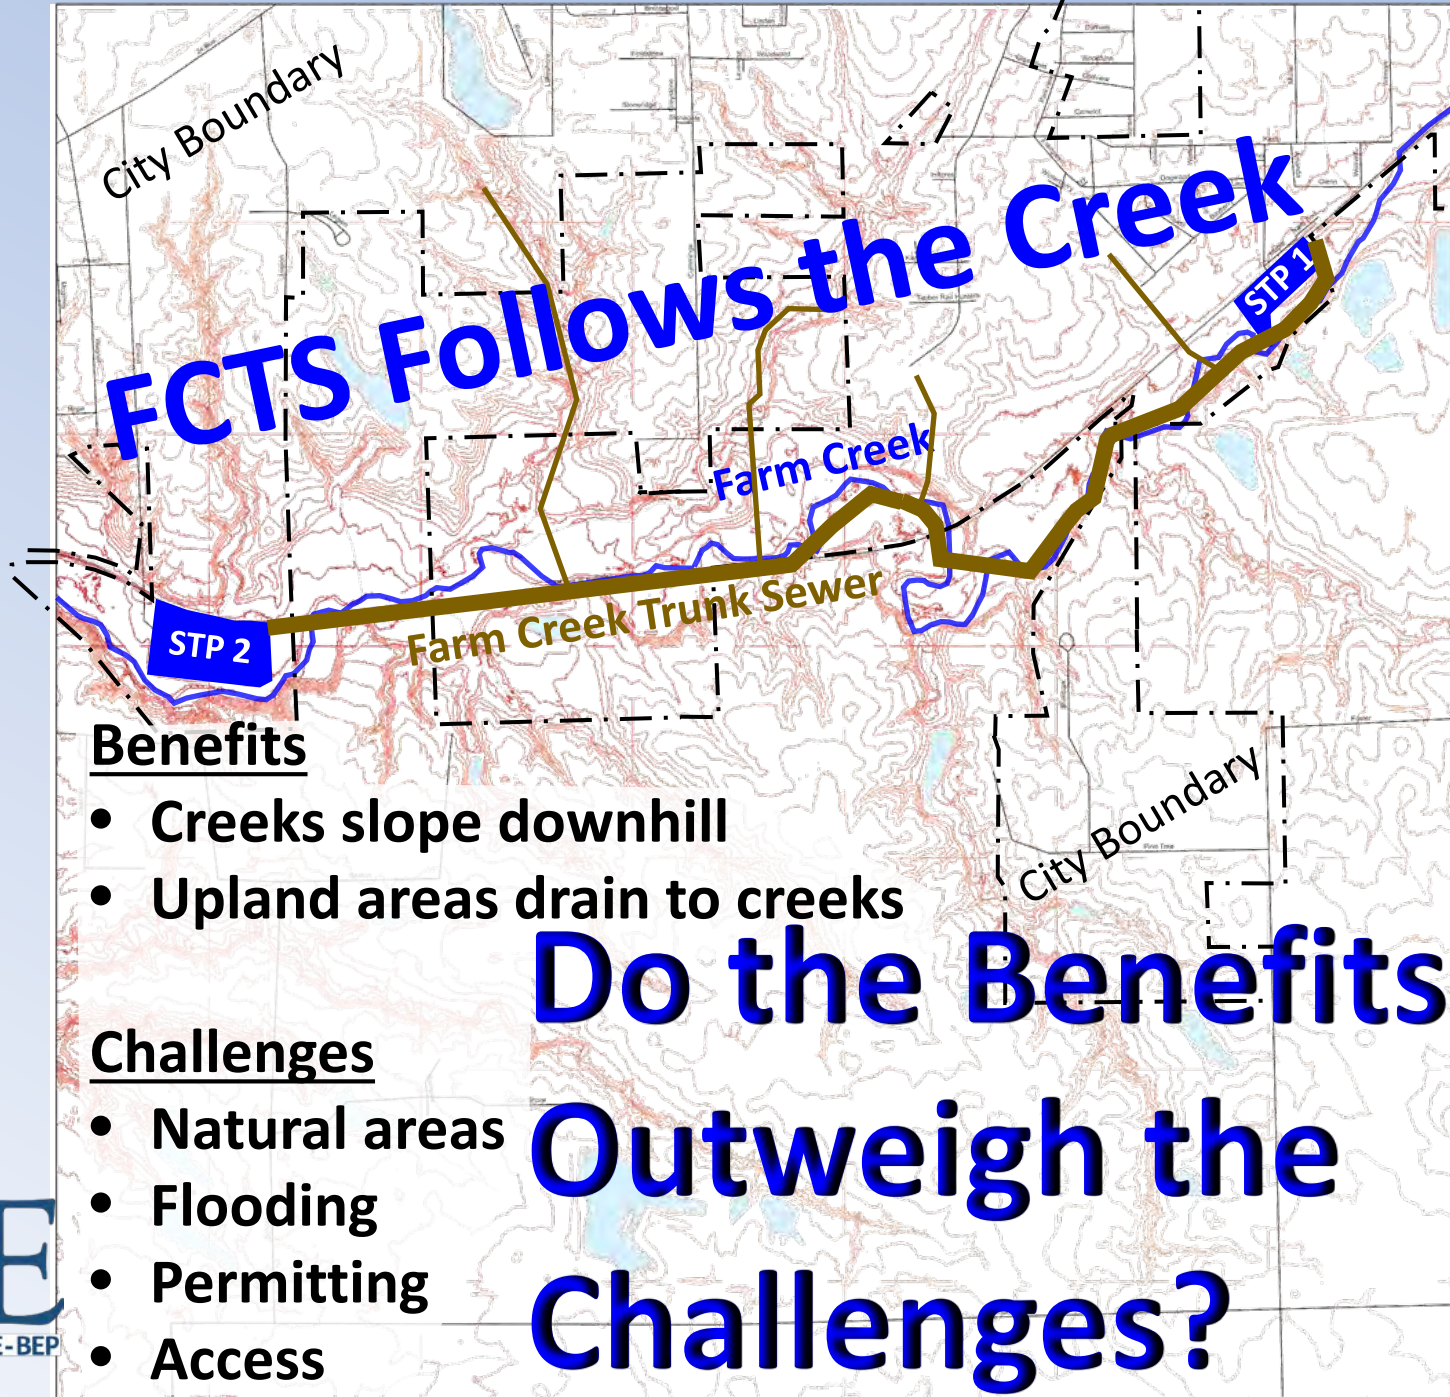 City Boundary
FCTS Follows the Creek
STP 1
Farm Creek
Farm Creek Trunk Sewer
STP 2
Benefits
• Creeks slope downhill
• Upland areas drain to creeks
City Boundary
Do the Benefits
Outweigh the
Challenges?
Challenges
• Natural areas
• Flooding
• Permitting
• Access
E
E-BEP